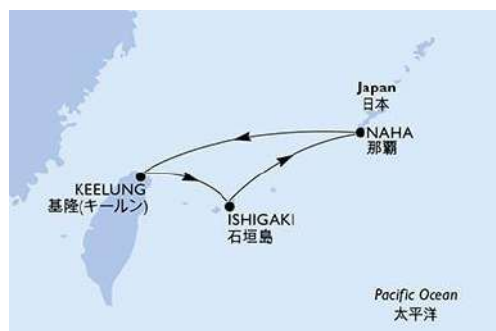 Japan
日本
NAHA
那覇
KEELUNG
基隆(キールン)
ISHIGAKI
石垣島
Pacific Ocean
太平洋